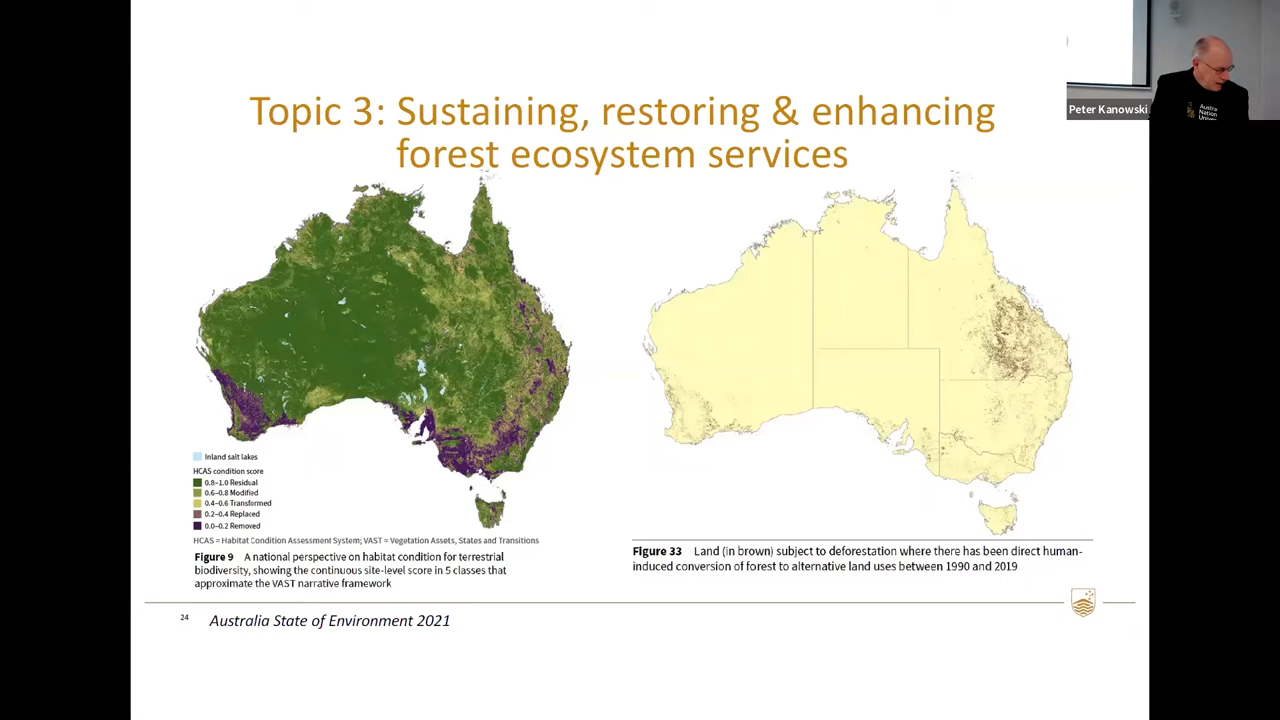 Topic 3: Sustaining, restoring & enhancing
forest ecosystem services
Peter Kanowski
Austra
Nation
Univer
Inland salt lakes
HCAS condition score
0.8–1.0 Residual
0.6–0.8 Modified
0.4–0.6 Transformed
0.2–0.4 Replaced
0.0–0.2 Removed
HCAS = Habitat Condition Assessment System; VAST = Vegetation Assets, States and Transitions
Figure 9 A national perspective on habitat condition for terrestrial
biodiversity, showing the continuous site-level score in 5 classes that
approximate the VAST narrative framework
Figure 33 Land (in brown) subject to deforestation where there has been direct human-
induced conversion of forest to alternative land uses between 1990 and 2019
24 Australia State of Environment 2021